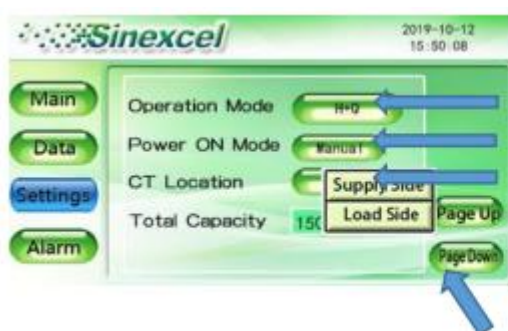 Sinexcel
2019-10-12
15:50:08
Main
Data
Settings
Alarm
Operation Mode H+Q
Power ON Mode Manual
CT Location Supply Side
Load Side
Total Capacity 150
Page Up
Page Down